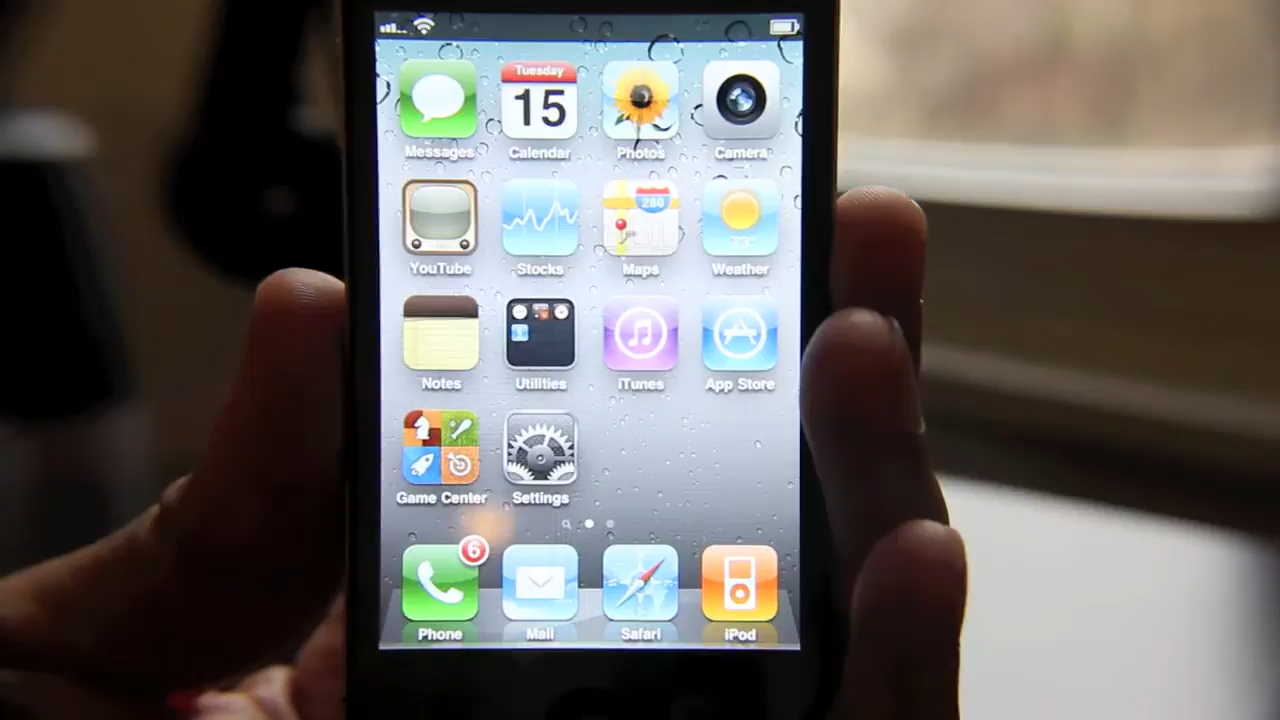 Tuesday
15
Messages Calendar Photos Camera
280
73°
YouTube Stocks Maps Weather
Notes Utilities iTunes App Store
Game Center Settings
6
Phone Mail Safari iPod